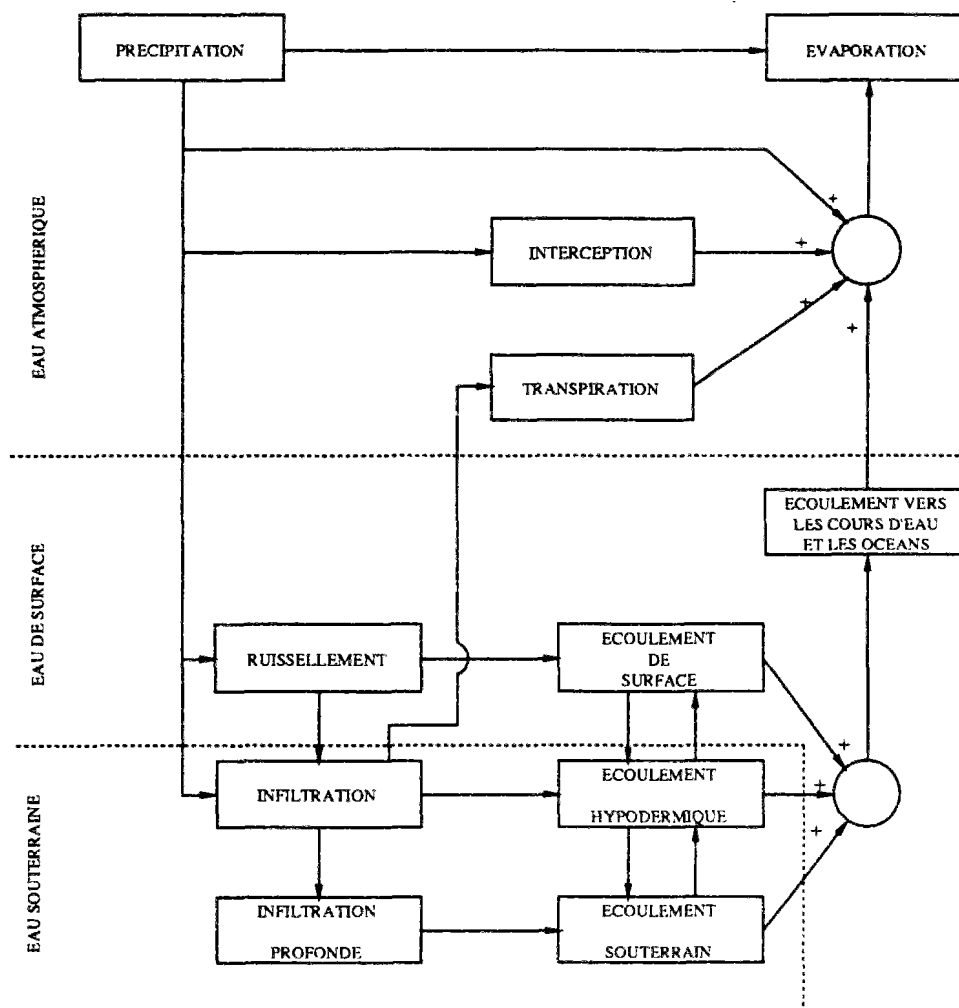 PRECIPITATION
EVAPORATION
EAU ATMOSPHERIQUE
+
INTERCEPTION
+
+
+
TRANSPIRATION
ECOULEMENT VERS
LES COURS D'EAU
ET LES OCEANS
EAU DE SURFACE
RUISSELLEMENT
ECOULEMENT
DE
SURFACE
+
EAU SOUTERRAINE
INFILTRATION
ECOULEMENT
HYPODERMIQUE
+
+
INFILTRATION
PROFONDE
ECOULEMENT
SOUTERRAIN